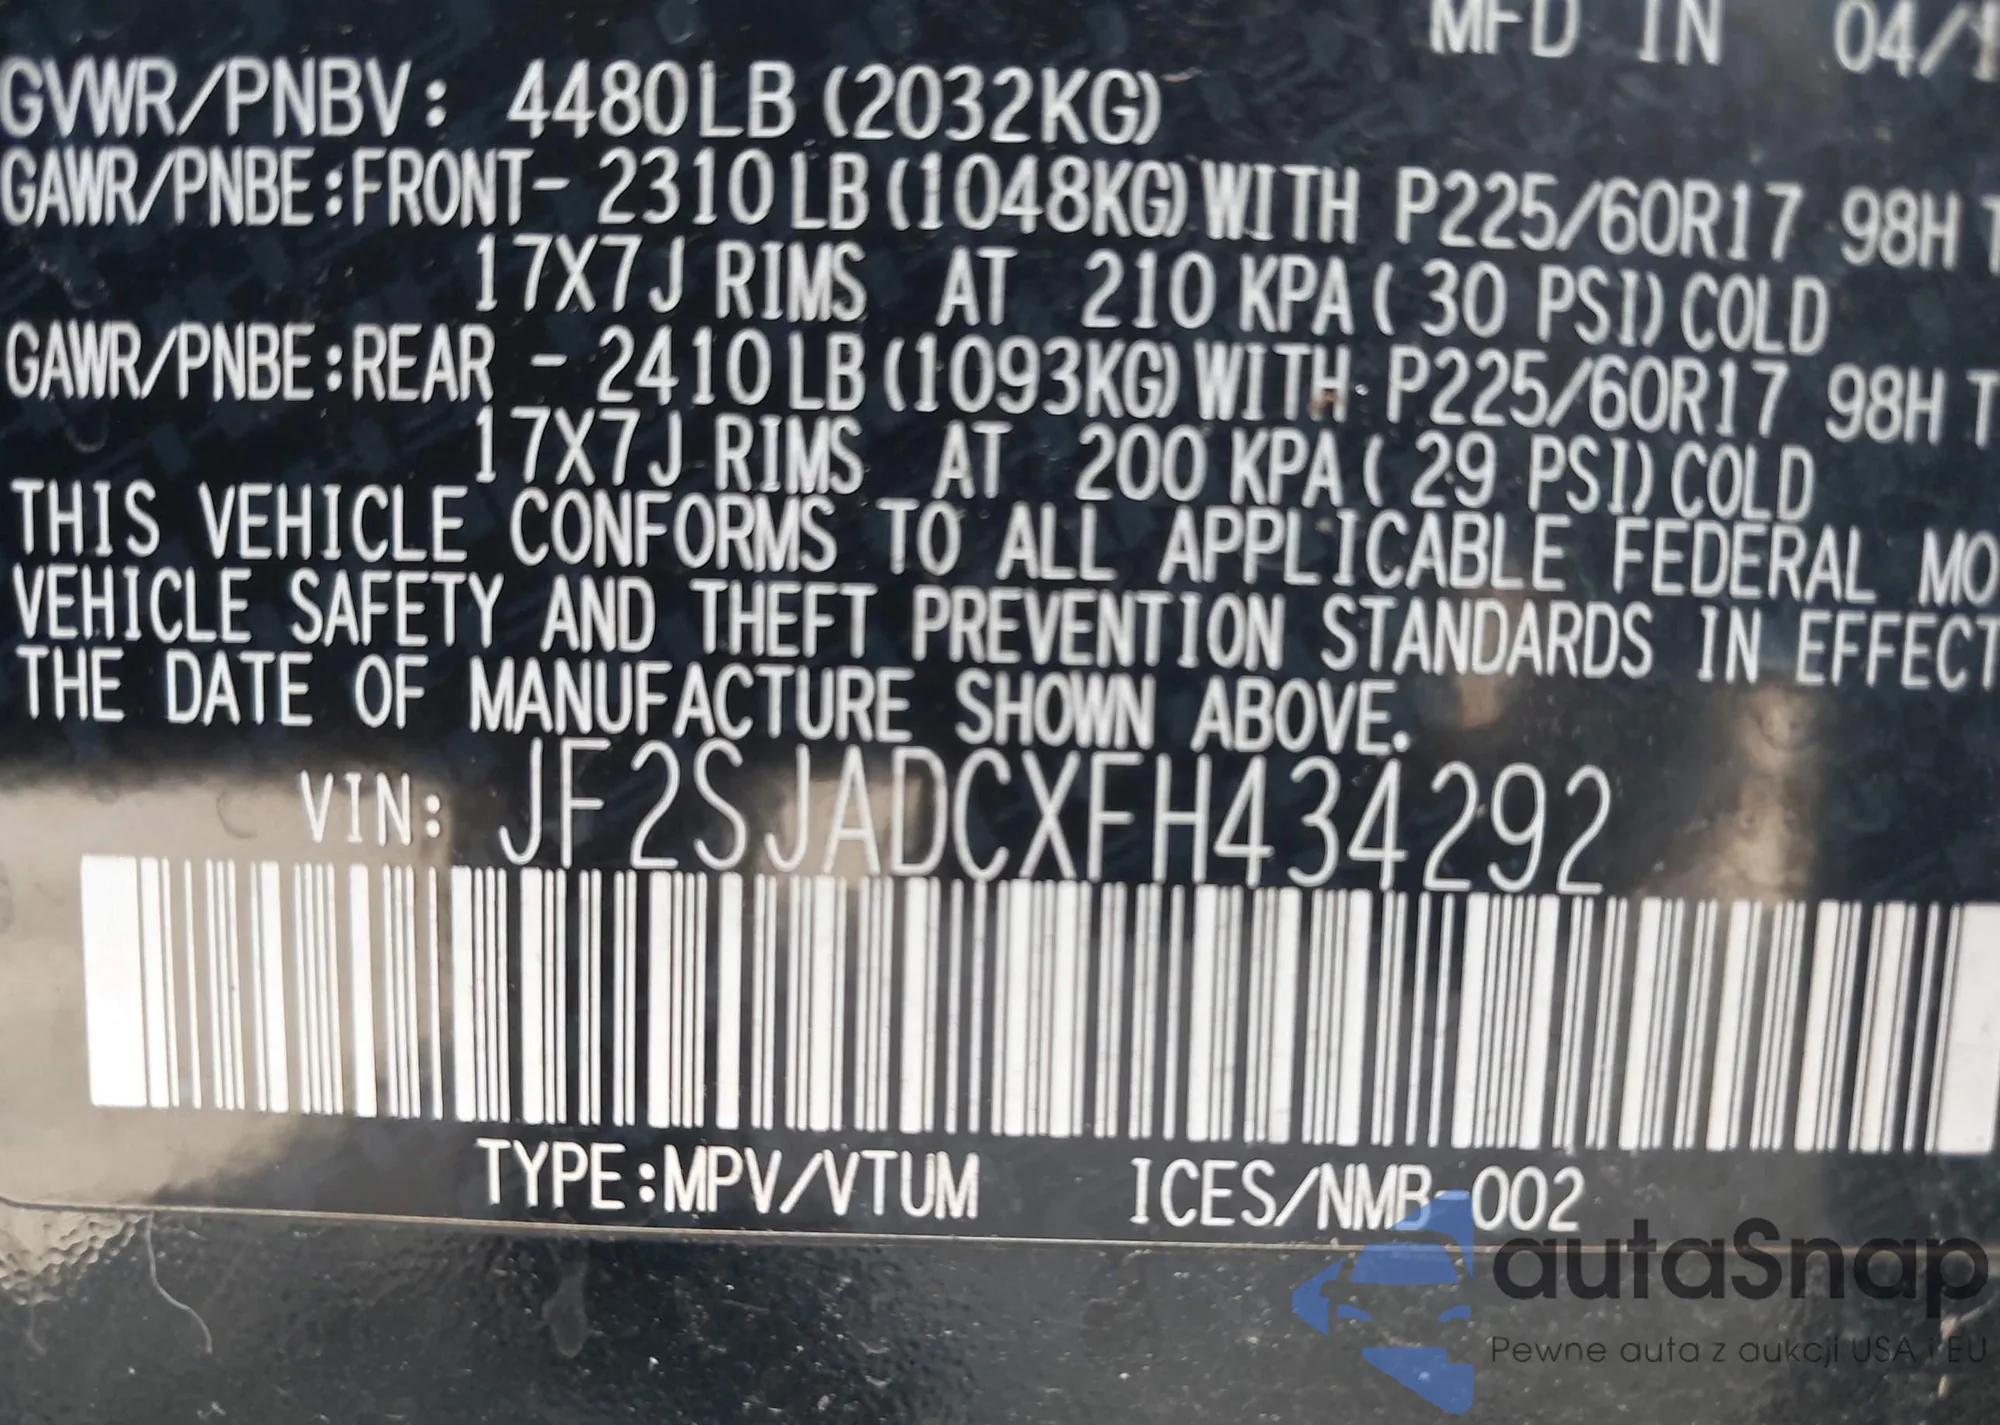 MFD IN 04/1
GVWR/PNBV: 4480LB (2032KG)
GAWR/PNBE:FRONT- 2310LB (1048KG) WITH P225/60R17 98H T
17X7J RIMS AT 210 KPA ( 30 PSI) COLD
GAWR/PNBE:REAR - 2410LB (1093KG) WITH P225/60R17 98H T
17X7J RIMS AT 200 KPA ( 29 PSI) COLD
THIS VEHICLE CONFORMS TO ALL APPLICABLE FEDERAL MO
VEHICLE SAFETY AND THEFT PREVENTION STANDARDS IN EFFECT
THE DATE OF MANUFACTURE SHOWN ABOVE.
VIN: JF2SJADCXFH434292
TYPE:MPV/VTUM ICES/NMB-002
autaSnap
Pewne auta z aukcji USA i EU